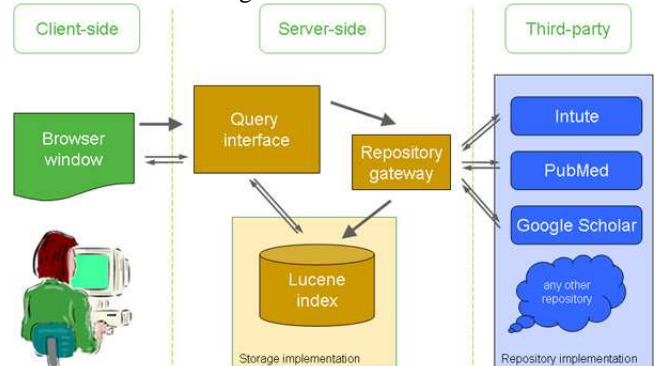 Client-side
Server-side
Third-party
Browser
window
Query
interface
Repository
gateway
Intute
PubMed
Google Scholar
any other
repository
Lucene
index
Storage implementation
Repository implementation